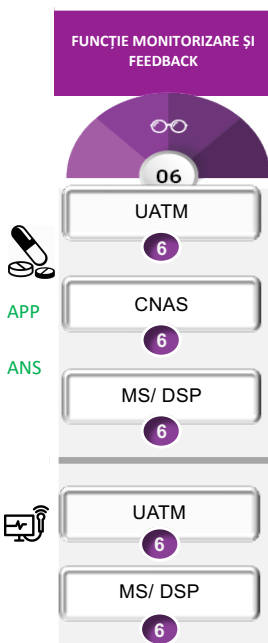 FUNCȚIE MONITORIZARE ȘI
FEEDBACK
06
UATM
6
APP
CNAS
6
ANS
MS/ DSP
6
UATM
6
MS/ DSP
6